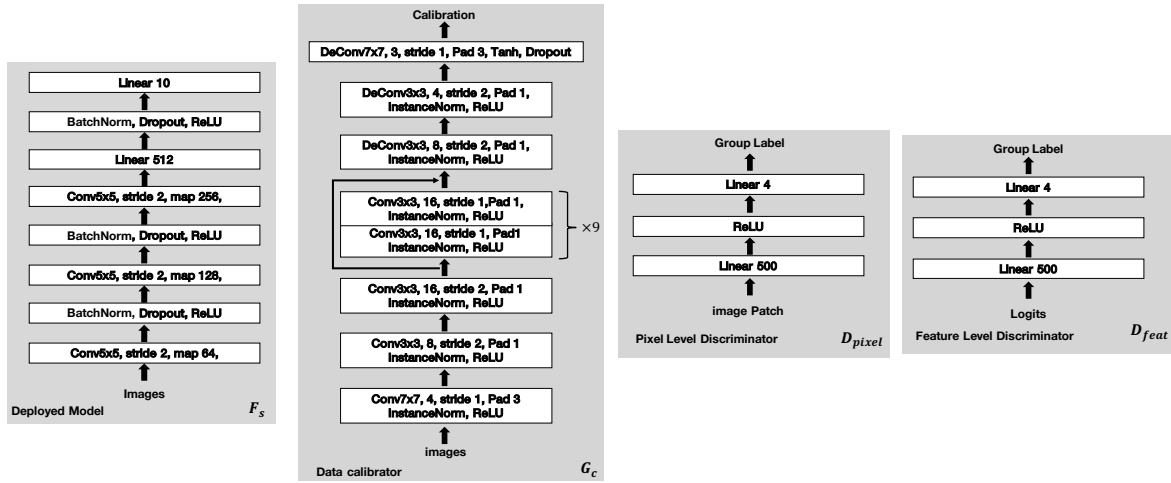 Linear 10
BatchNorm, Dropout, ReLU
Linear 512
Conv5x5, stride 2, map 256,
BatchNorm, Dropout, ReLU
Conv5x5, stride 2, map 128,
BatchNorm, Dropout, ReLU
Conv5x5, stride 2, map 64,
Images
Deployed Model
F_s
Calibration
DeConv7x7, 3, stride 1, Pad 3, Tanh, Dropout
DeConv3x3, 4, stride 2, Pad 1,
InstanceNorm, ReLU
DeConv3x3, 8, stride 2, Pad 1,
InstanceNorm, ReLU
Conv3x3, 16, stride 1,Pad 1,
InstanceNorm, ReLU
Conv3x3, 16, stride 1, Pad1
InstanceNorm, ReLU
×9
Conv3x3, 16, stride 2, Pad 1
InstanceNorm, ReLU
Conv3x3, 8, stride 2, Pad 1
InstanceNorm, ReLU
Conv7x7, 4, stride 1, Pad 3
InstanceNorm, ReLU
images
Data calibrator
G_c
Group Label
Linear 4
ReLU
Linear 500
image Patch
Pixel Level Discriminator
D_pixel
Group Label
Linear 4
ReLU
Linear 500
Logits
Feature Level Discriminator
D_feat